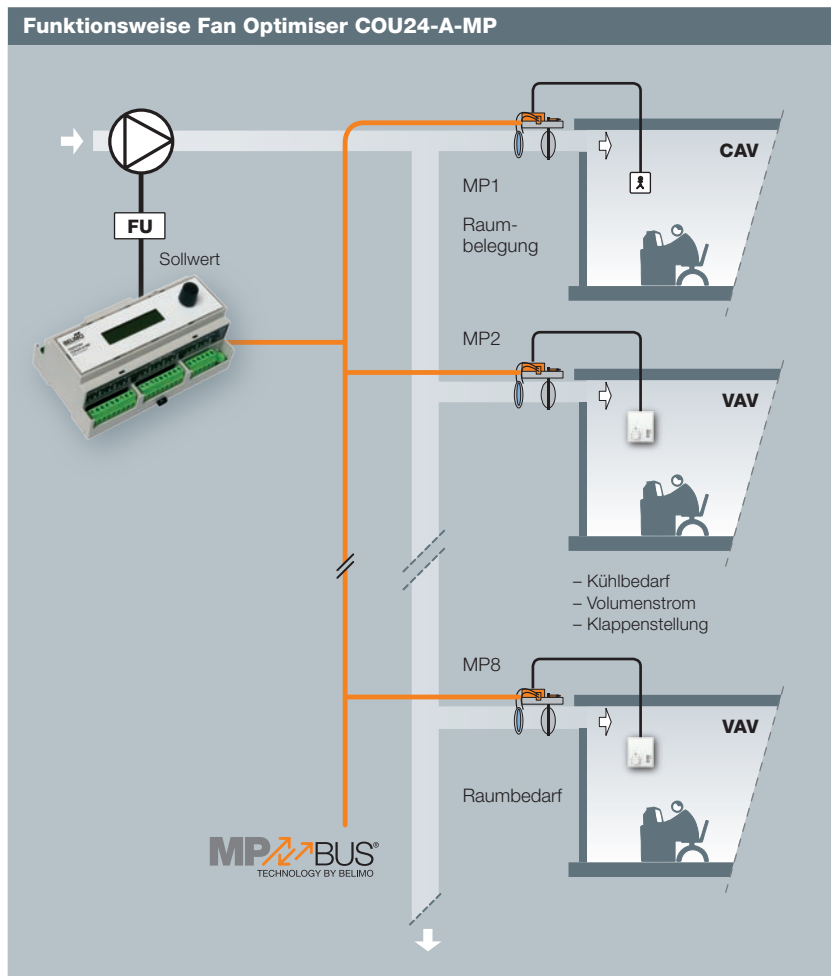 Funktionsweise Fan Optimiser COU24-A-MP
CAV
MP1
Raum-
belegung
FU
Sollwert
BELIMO
MP2
VAV
– Kühlbedarf
– Volumenstrom
– Klappenstellung
MP8
VAV
Raumbedarf
MP BUS®
TECHNOLOGY BY BELIMO